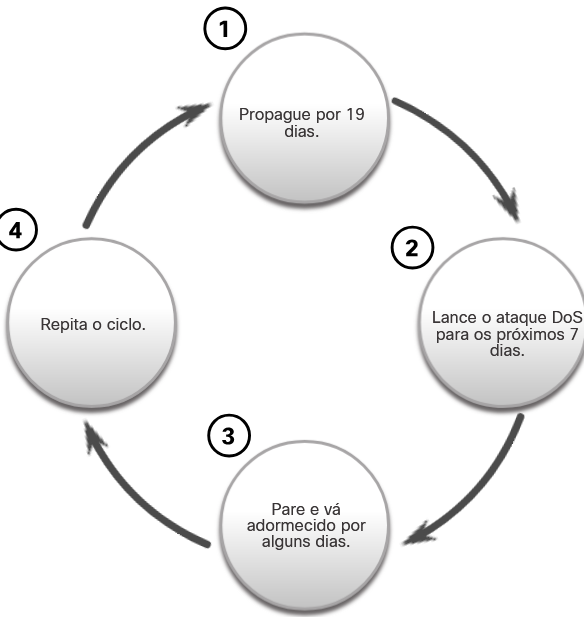 1
Propague por 19
dias.
2
Lance o ataque DoS
para os próximos 7
dias.
3
Pare e vá
adormecido por
alguns dias.
4
Repita o ciclo.